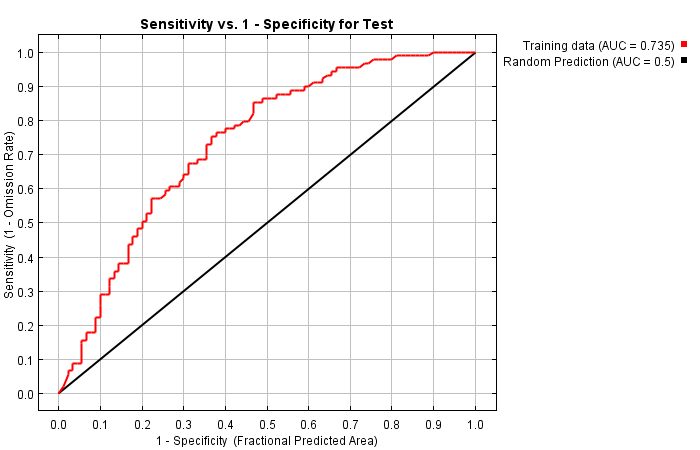 Sensitivity vs. 1 - Specificity for Test
Training data (AUC = 0.735)
Random Prediction (AUC = 0.5)
Sensitivity (1 - Omission Rate)
1.0
0.9
0.8
0.7
0.6
0.5
0.4
0.3
0.2
0.1
0.0
0.0 0.1 0.2 0.3 0.4 0.5 0.6 0.7 0.8 0.9 1.0
1 - Specificity (Fractional Predicted Area)